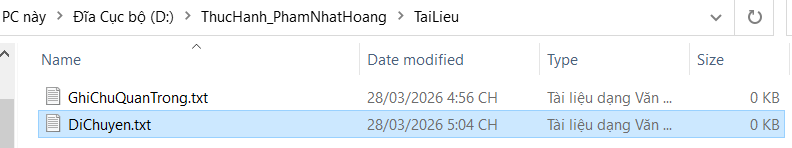 PC này > Đĩa Cục bộ (D:) > ThucHanh_PhamNhatHoang > TaiLieu
Name Date modified Type Size
GhiChuQuanTrong.txt 28/03/2026 4:56 CH Tài liệu dạng Văn ... 0 KB
DiChuyen.txt 28/03/2026 5:04 CH Tài liệu dạng Văn ... 0 KB